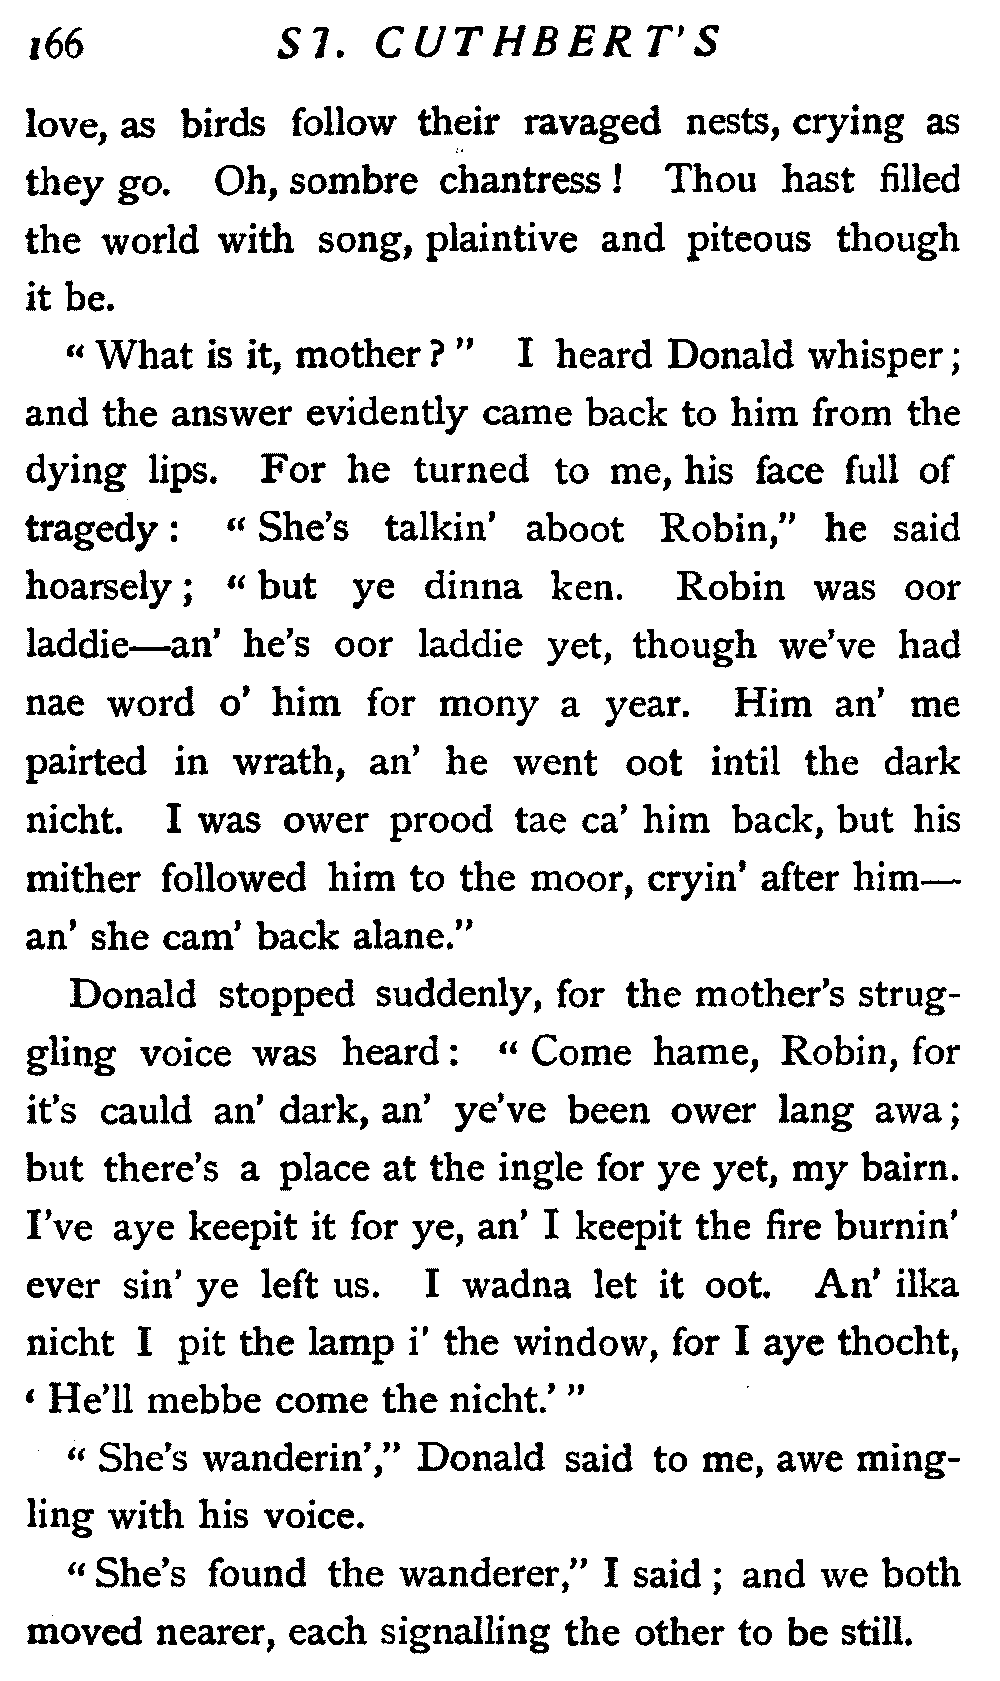 166 ST. CUTHBERT'S
love, as birds follow their ravaged nests, crying as
they go. Oh, sombre chantress! Thou hast filled
the world with song, plaintive and piteous though
it be.
“What is it, mother?” I heard Donald whisper;
and the answer evidently came back to him from the
dying lips. For he turned to me, his face full of
tragedy: “She's talkin' aboot Robin,” he said
hoarsely; “but ye dinna ken. Robin was oor
laddie—an' he's oor laddie yet, though we've had
nae word o' him for mony a year. Him an' me
pairted in wrath, an' he went oot intil the dark
nicht. I was ower prood tae ca' him back, but his
mither followed him to the moor, cryin' after him—
an' she cam' back alane.”
Donald stopped suddenly, for the mother's strug-
gling voice was heard: “Come hame, Robin, for
it's cauld an' dark, an' ye've been ower lang awa;
but there's a place at the ingle for ye yet, my bairn.
I've aye keepit it for ye, an' I keepit the fire burnin'
ever sin' ye left us. I wadna let it oot. An' ilka
nicht I pit the lamp i' the window, for I aye thocht,
‘He'll mebbe come the nicht.’”
“She's wanderin',” Donald said to me, awe ming-
ling with his voice.
“She's found the wanderer,” I said; and we both
moved nearer, each signalling the other to be still.